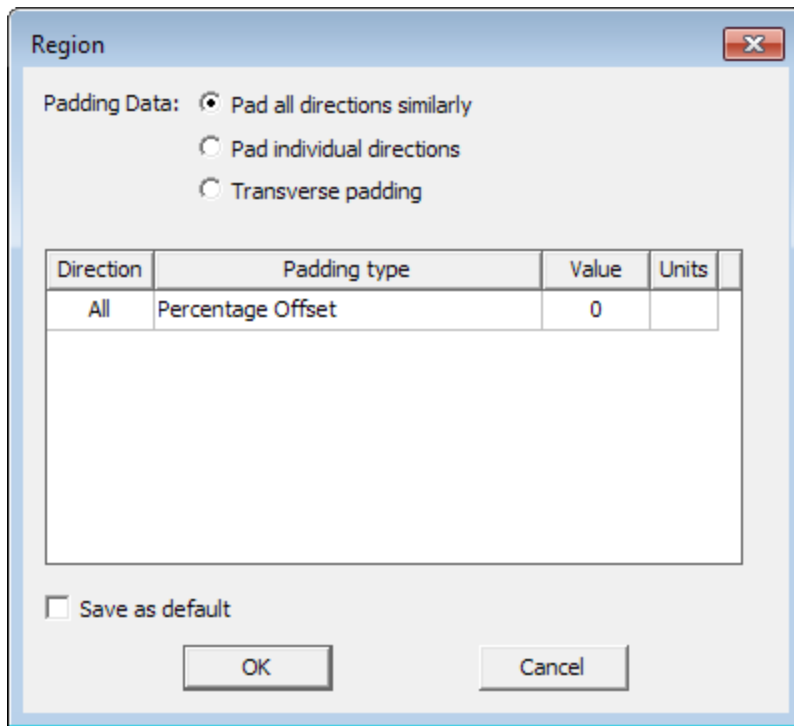 Region
Padding Data: Pad all directions similarly
Pad individual directions
Transverse padding
Direction Padding type Value Units
All Percentage Offset 0
Save as default
OK Cancel